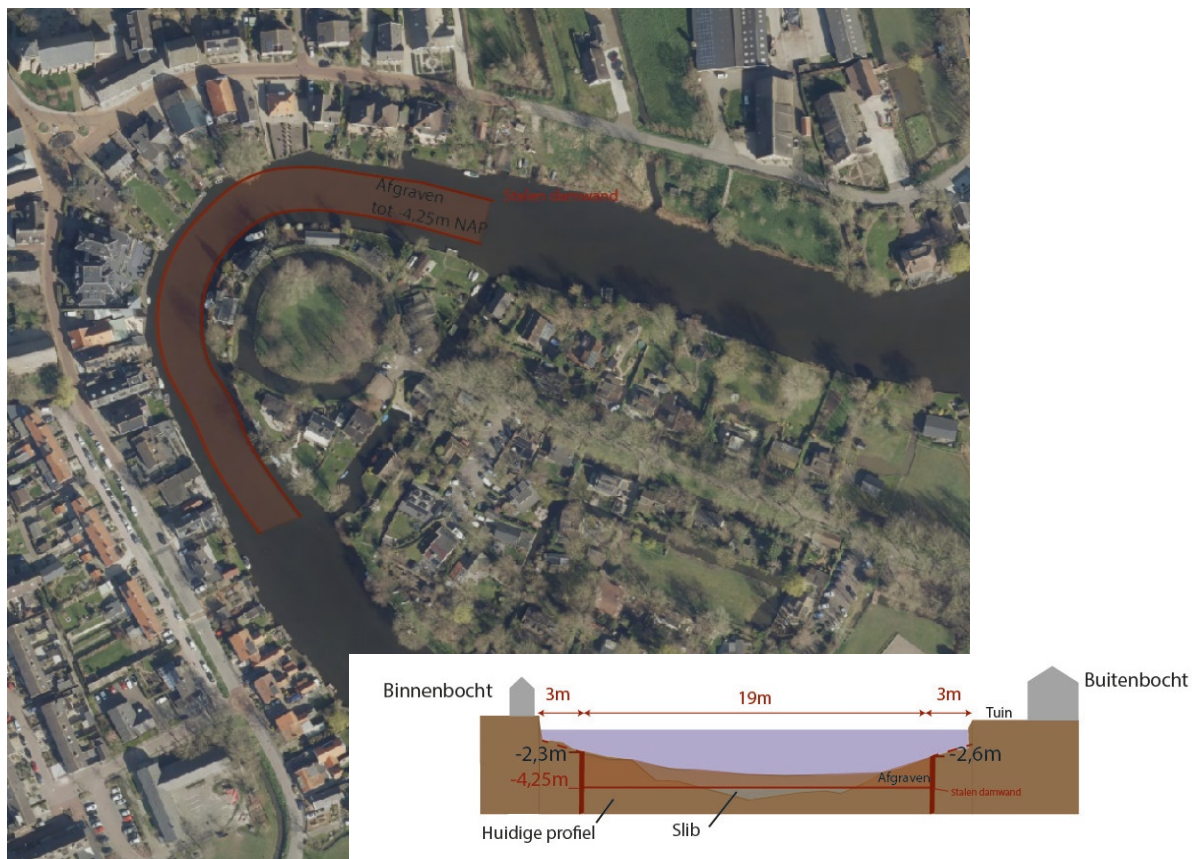 Afgraven
tot -4,25m NAP
Stalen damwand
Binnenbocht
3m
19m
3m
Buitenbocht
Tuin
-2,3m
-2,6m
-4,25m
Afgraven
Stalen damwand
Huidige profiel
Slib